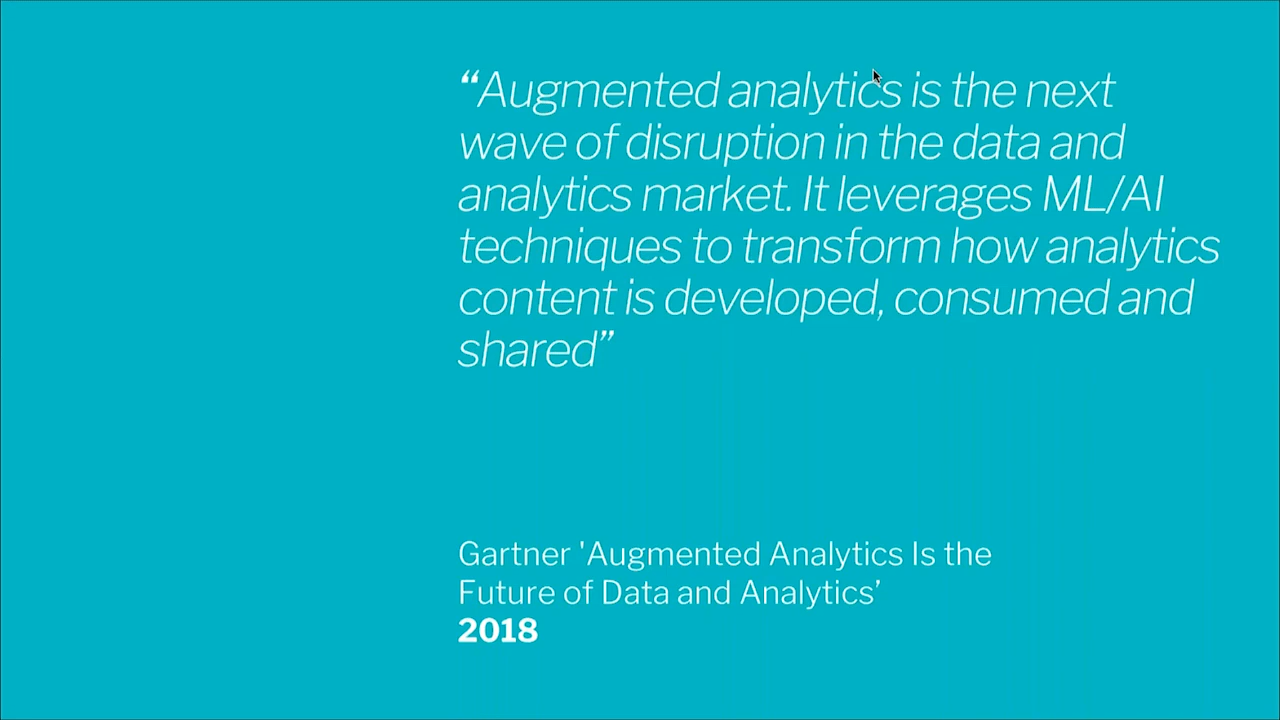 “Augmented analytics is the next
wave of disruption in the data and
analytics market. It leverages ML/AI
techniques to transform how analytics
content is developed, consumed and
shared”
Gartner 'Augmented Analytics Is the
Future of Data and Analytics’
2018